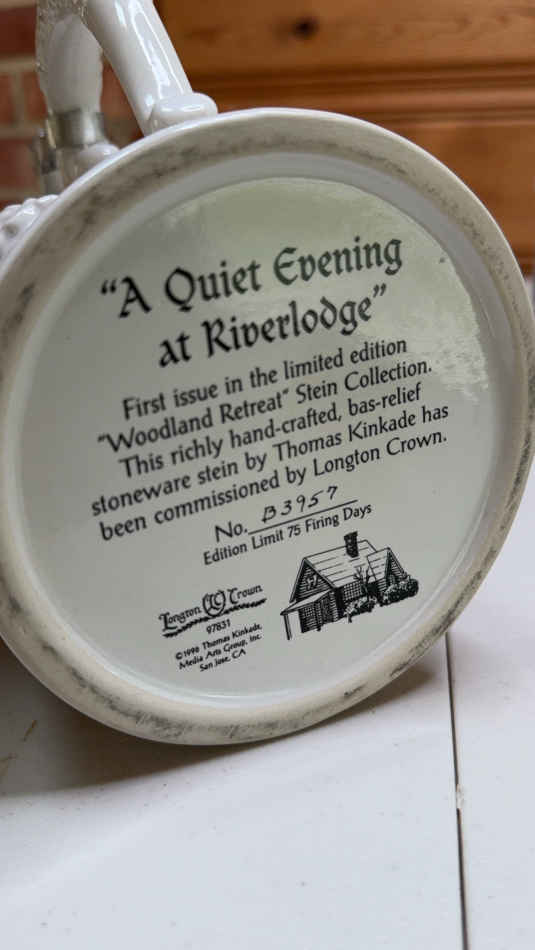 "A Quiet Evening
at Riverlodge"
First issue in the limited edition
"Woodland Retreat" Stein Collection.
This richly hand-crafted, bas-relief
stoneware stein by Thomas Kinkade has
been commissioned by Longton Crown.
No. B3957
Edition Limit 75 Firing Days
Longton LC Crown
97831
©1996 Thomas Kinkade,
Media Arts Group, Inc.
San Jose, CA